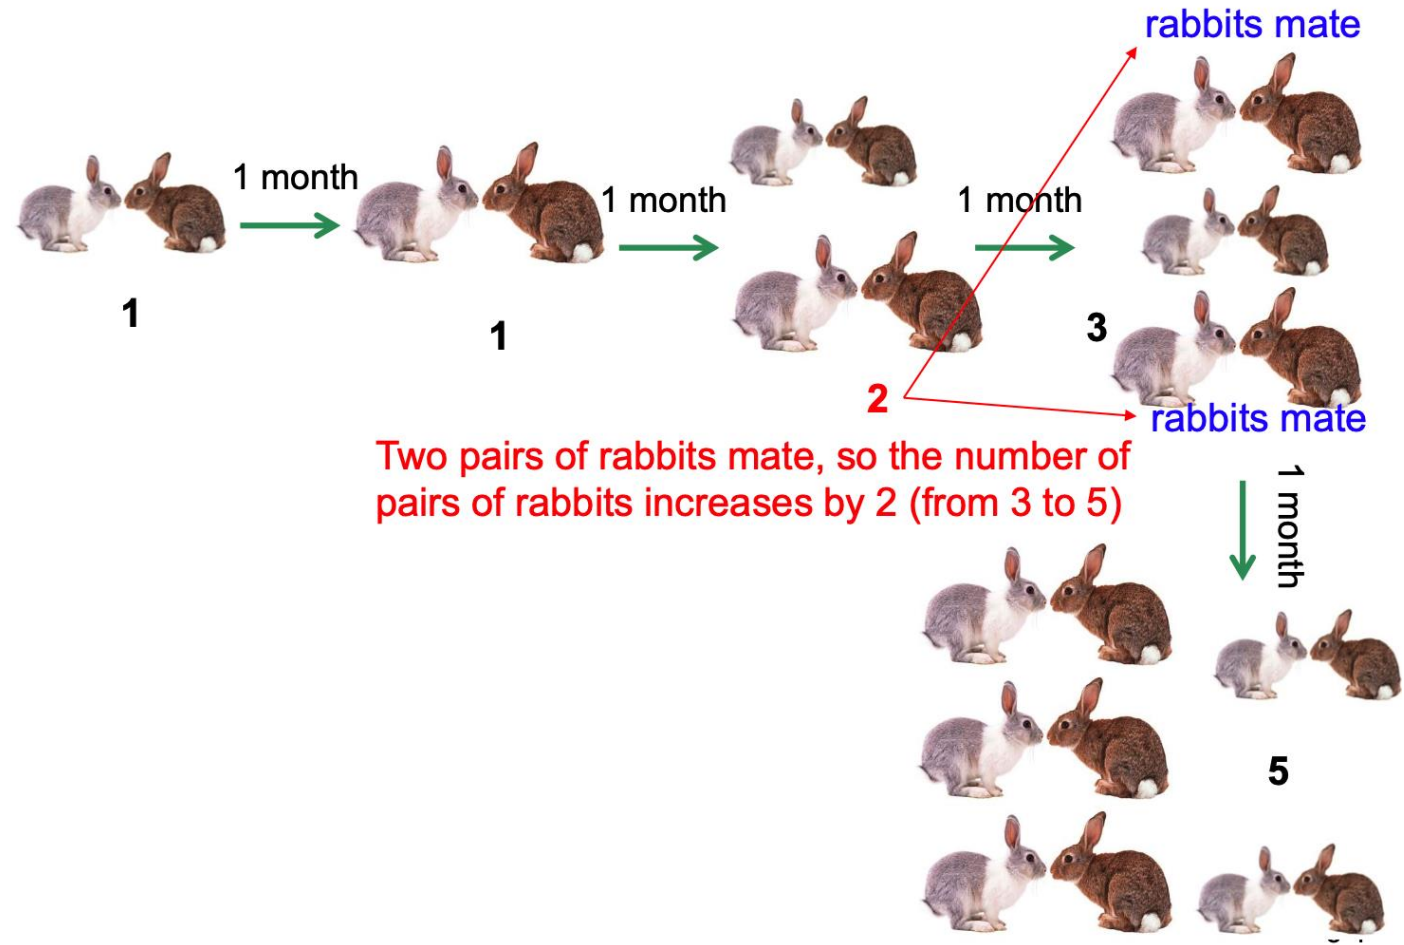 rabbits mate
1 month
1 month
1 month
1
1
2
3
rabbits mate
Two pairs of rabbits mate, so the number of
pairs of rabbits increases by 2 (from 3 to 5)
1 month
5